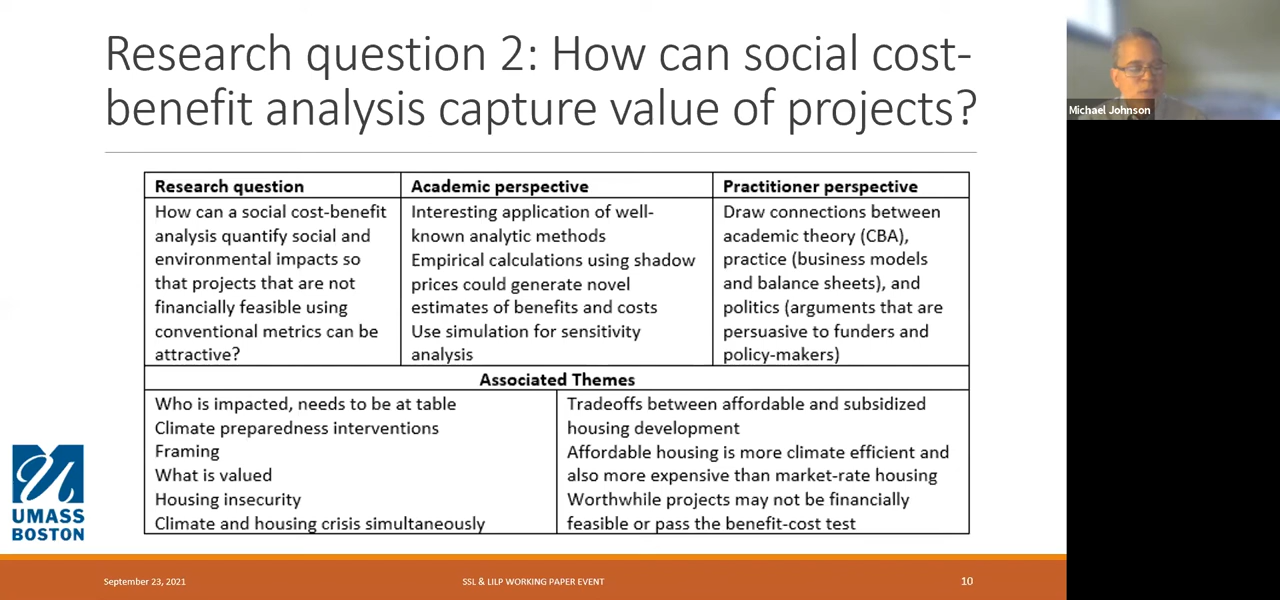 Research question 2: How can social cost-
benefit analysis capture value of projects?
Michael Johnson
Research question
Academic perspective
Practitioner perspective
How can a social cost-benefit
analysis quantify social and
environmental impacts so
that projects that are not
financially feasible using
conventional metrics can be
attractive?
Interesting application of well-
known analytic methods
Empirical calculations using shadow
prices could generate novel
estimates of benefits and costs
Use simulation for sensitivity
analysis
Draw connections between
academic theory (CBA),
practice (business models
and balance sheets), and
politics (arguments that are
persuasive to funders and
policy-makers)
Associated Themes
Who is impacted, needs to be at table
Climate preparedness interventions
Framing
What is valued
Housing insecurity
Climate and housing crisis simultaneously
Tradeoffs between affordable and subsidized
housing development
Affordable housing is more climate efficient and
also more expensive than market-rate housing
Worthwhile projects may not be financially
feasible or pass the benefit-cost test
UMASS
BOSTON
September 23, 2021
SSL & LILP WORKING PAPER EVENT
10